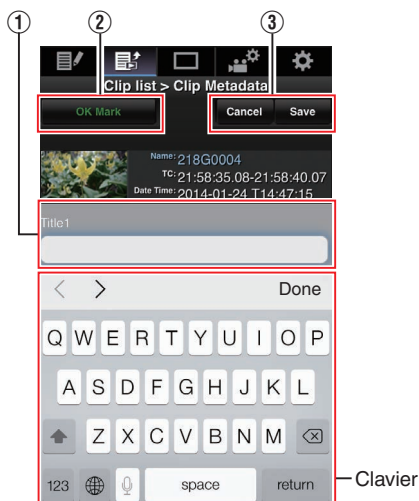 ① ② ③
Clip list > Clip Metadata
OK Mark Cancel Save
Name: 218G0004
TC: 21:58:35.08-21:58:40.07
Date Time: 2014-01-24 T14:47:15
Title1
Done
Q W E R T Y U I O P
A S D F G H J K L
Z X C V B N M
123 space return
Clavier